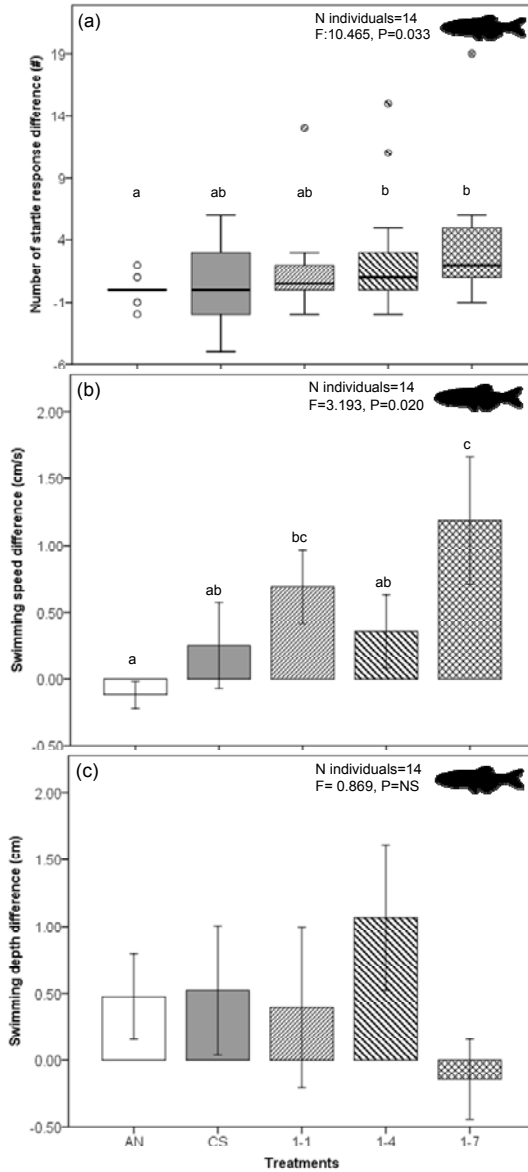 (a)
N individuals=14
F:10.465, P=0.033
Number of startle response difference (#)
19
14
9
4
-1
-6
a
ab
ab
b
b
(b)
N individuals=14
F=3.193, P=0.020
Swimming speed difference (cm/s)
2.00
1.50
1.00
0.50
0.00
-0.50
a
ab
bc
ab
c
(c)
N individuals=14
F= 0.869, P=NS
Swimming depth difference (cm)
2.00
1.50
1.00
0.50
0.00
-0.50
AN CS 1-1 1-4 1-7
Treatments